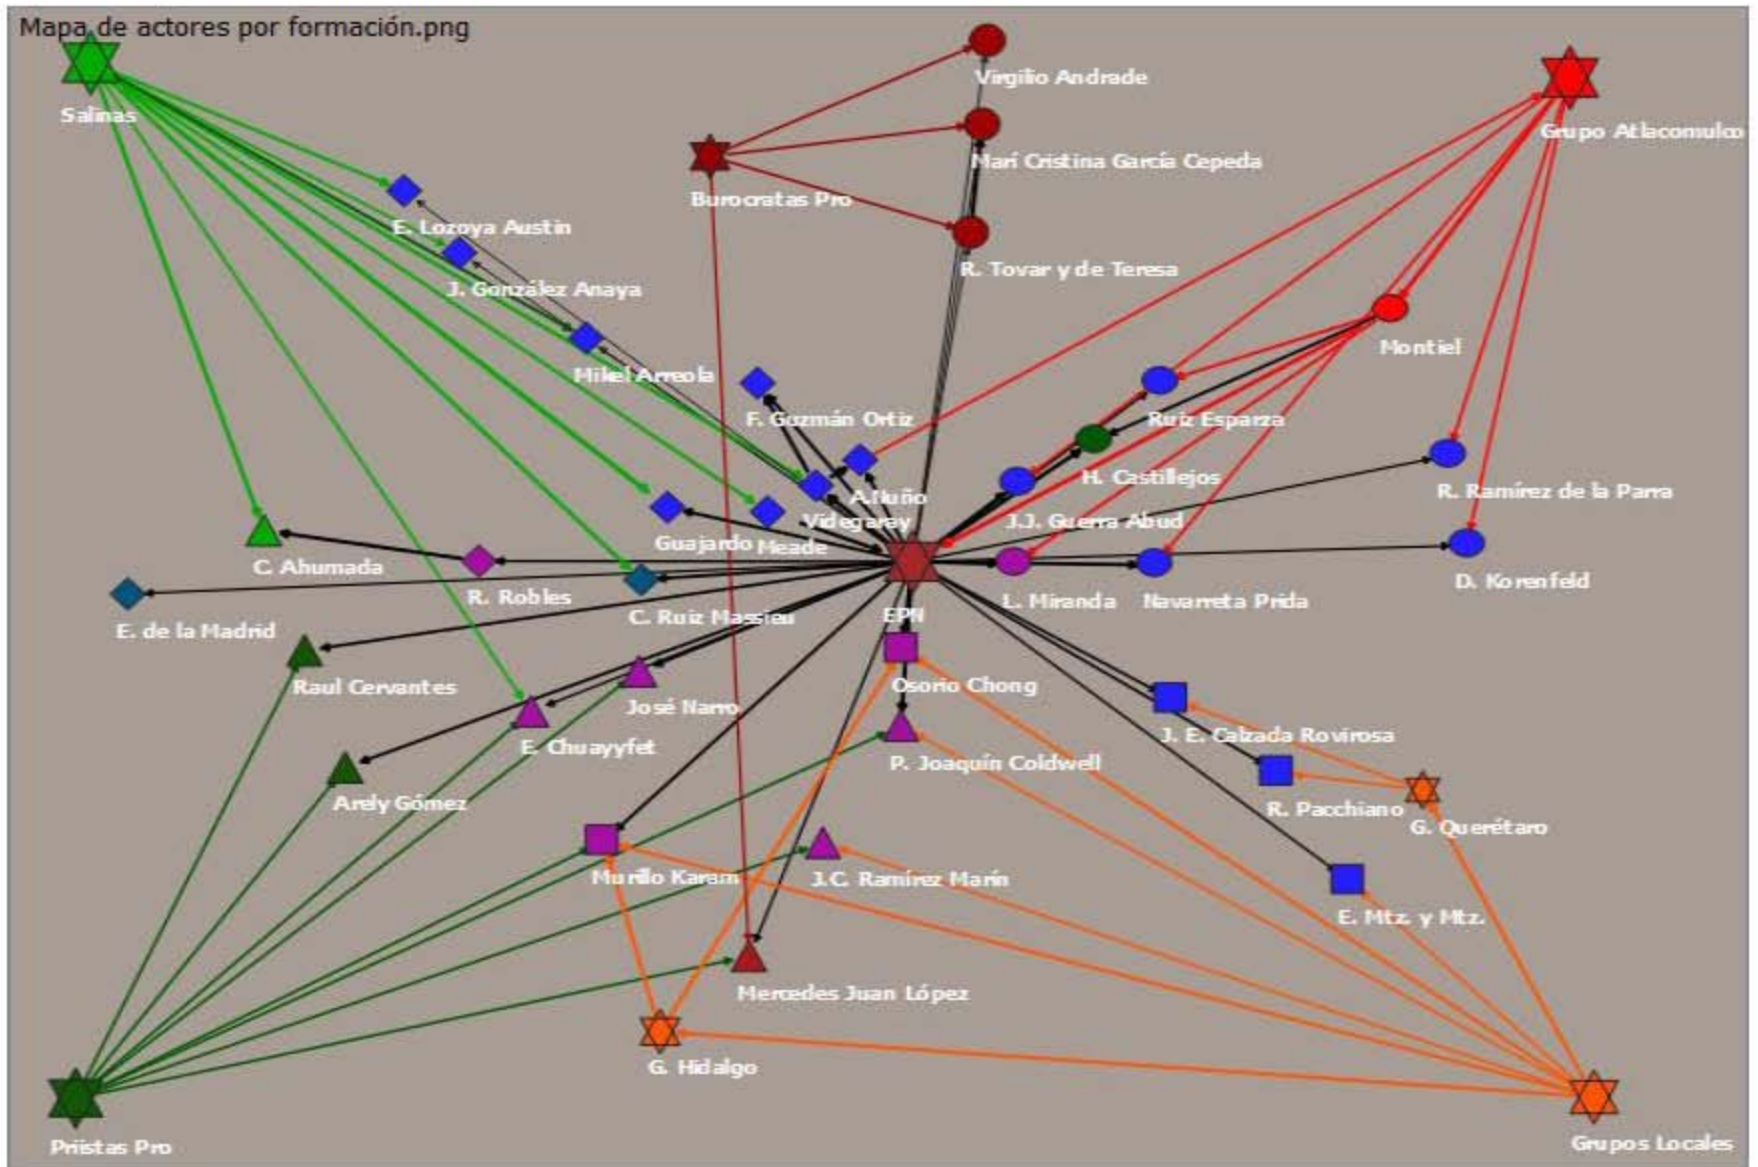 Mapa de actores por formación.png
Virgilio Andrade
Salinas
Grupo Atlacomulco
Marí Cristina García Cepeda
Burocratas Pro
E. Lozoya Austin
R. Tovar y de Teresa
J. González Anaya
Montiel
Mikel Arreola
F. Guzmán Ortiz
Ruiz Esparza
H. Castillejos
R. Ramírez de la Parra
A.Nuño
Videgaray
J.J. Guerra Abud
Guajardo
Meade
C. Ahumada
D. Korenfeld
R. Robles
L. Miranda
Navarreta Prida
C. Ruiz Massieu
EPN
E. de la Madrid
Raul Cervantes
Osorio Chong
José Narro
J. E. Calzada Rovirosa
E. Chuayyfet
P. Joaquín Coldwell
Arely Gómez
R. Pacchiano
G. Querétaro
Murillo Karam
J.C. Ramírez Marín
E. Mtz. y Mtz.
Mercedes Juan López
G. Hidalgo
Priistas Pro
Grupos Locales